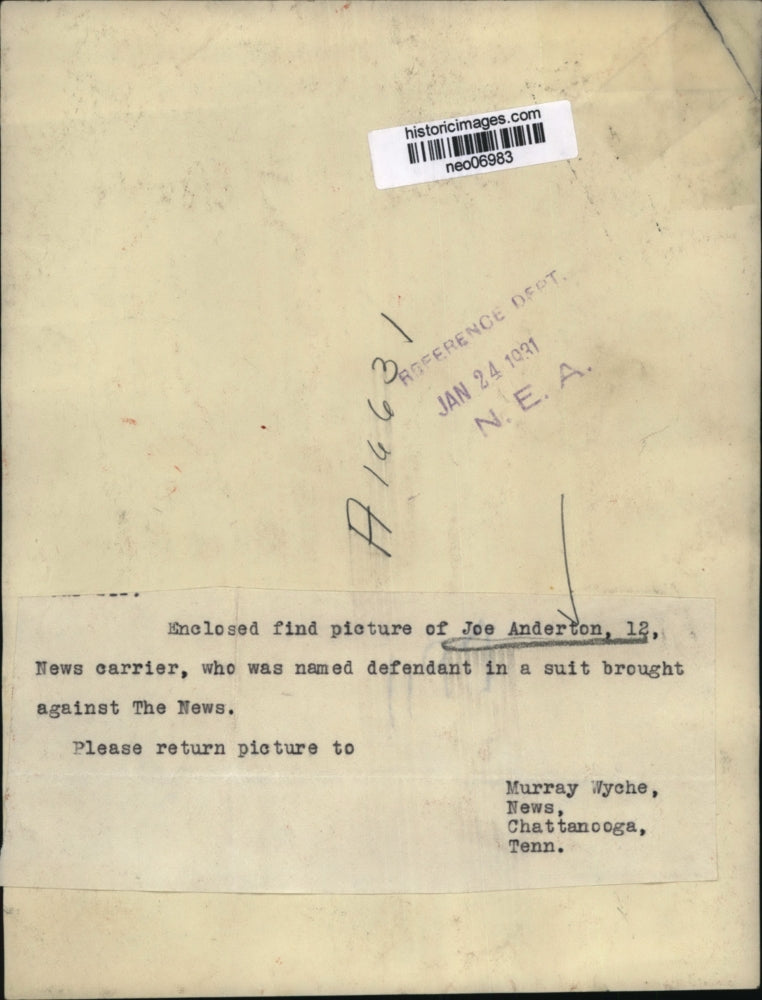 historicimages.com
neo06983
REFERENCE DEPT.
JAN 24 1931
N. E. A.
Enclosed find picture of Joe Anderton, 12,
News carrier, who was named defendant in a suit brought
against The News.
Please return picture to
Murray Wyche,
News,
Chattanooga,
Tenn.